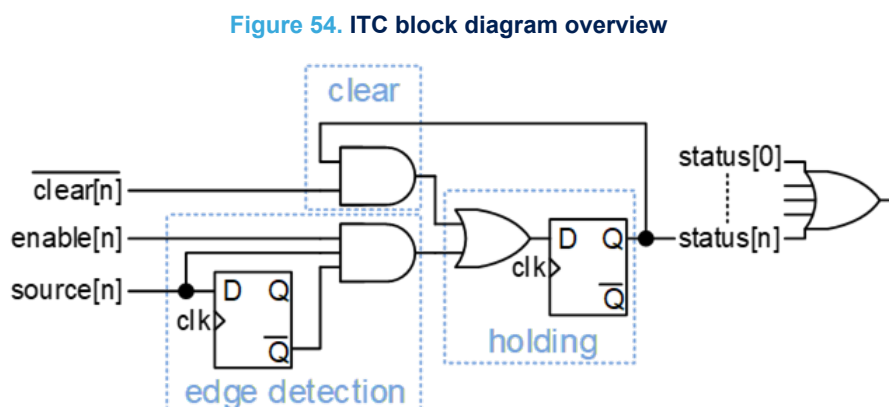 Figure 54. ITC block diagram overview
clear
clear[n]
enable[n]
source[n]
D Q
clk
Q
edge detection
D Q
clk
Q
holding
status[0]
status[n]